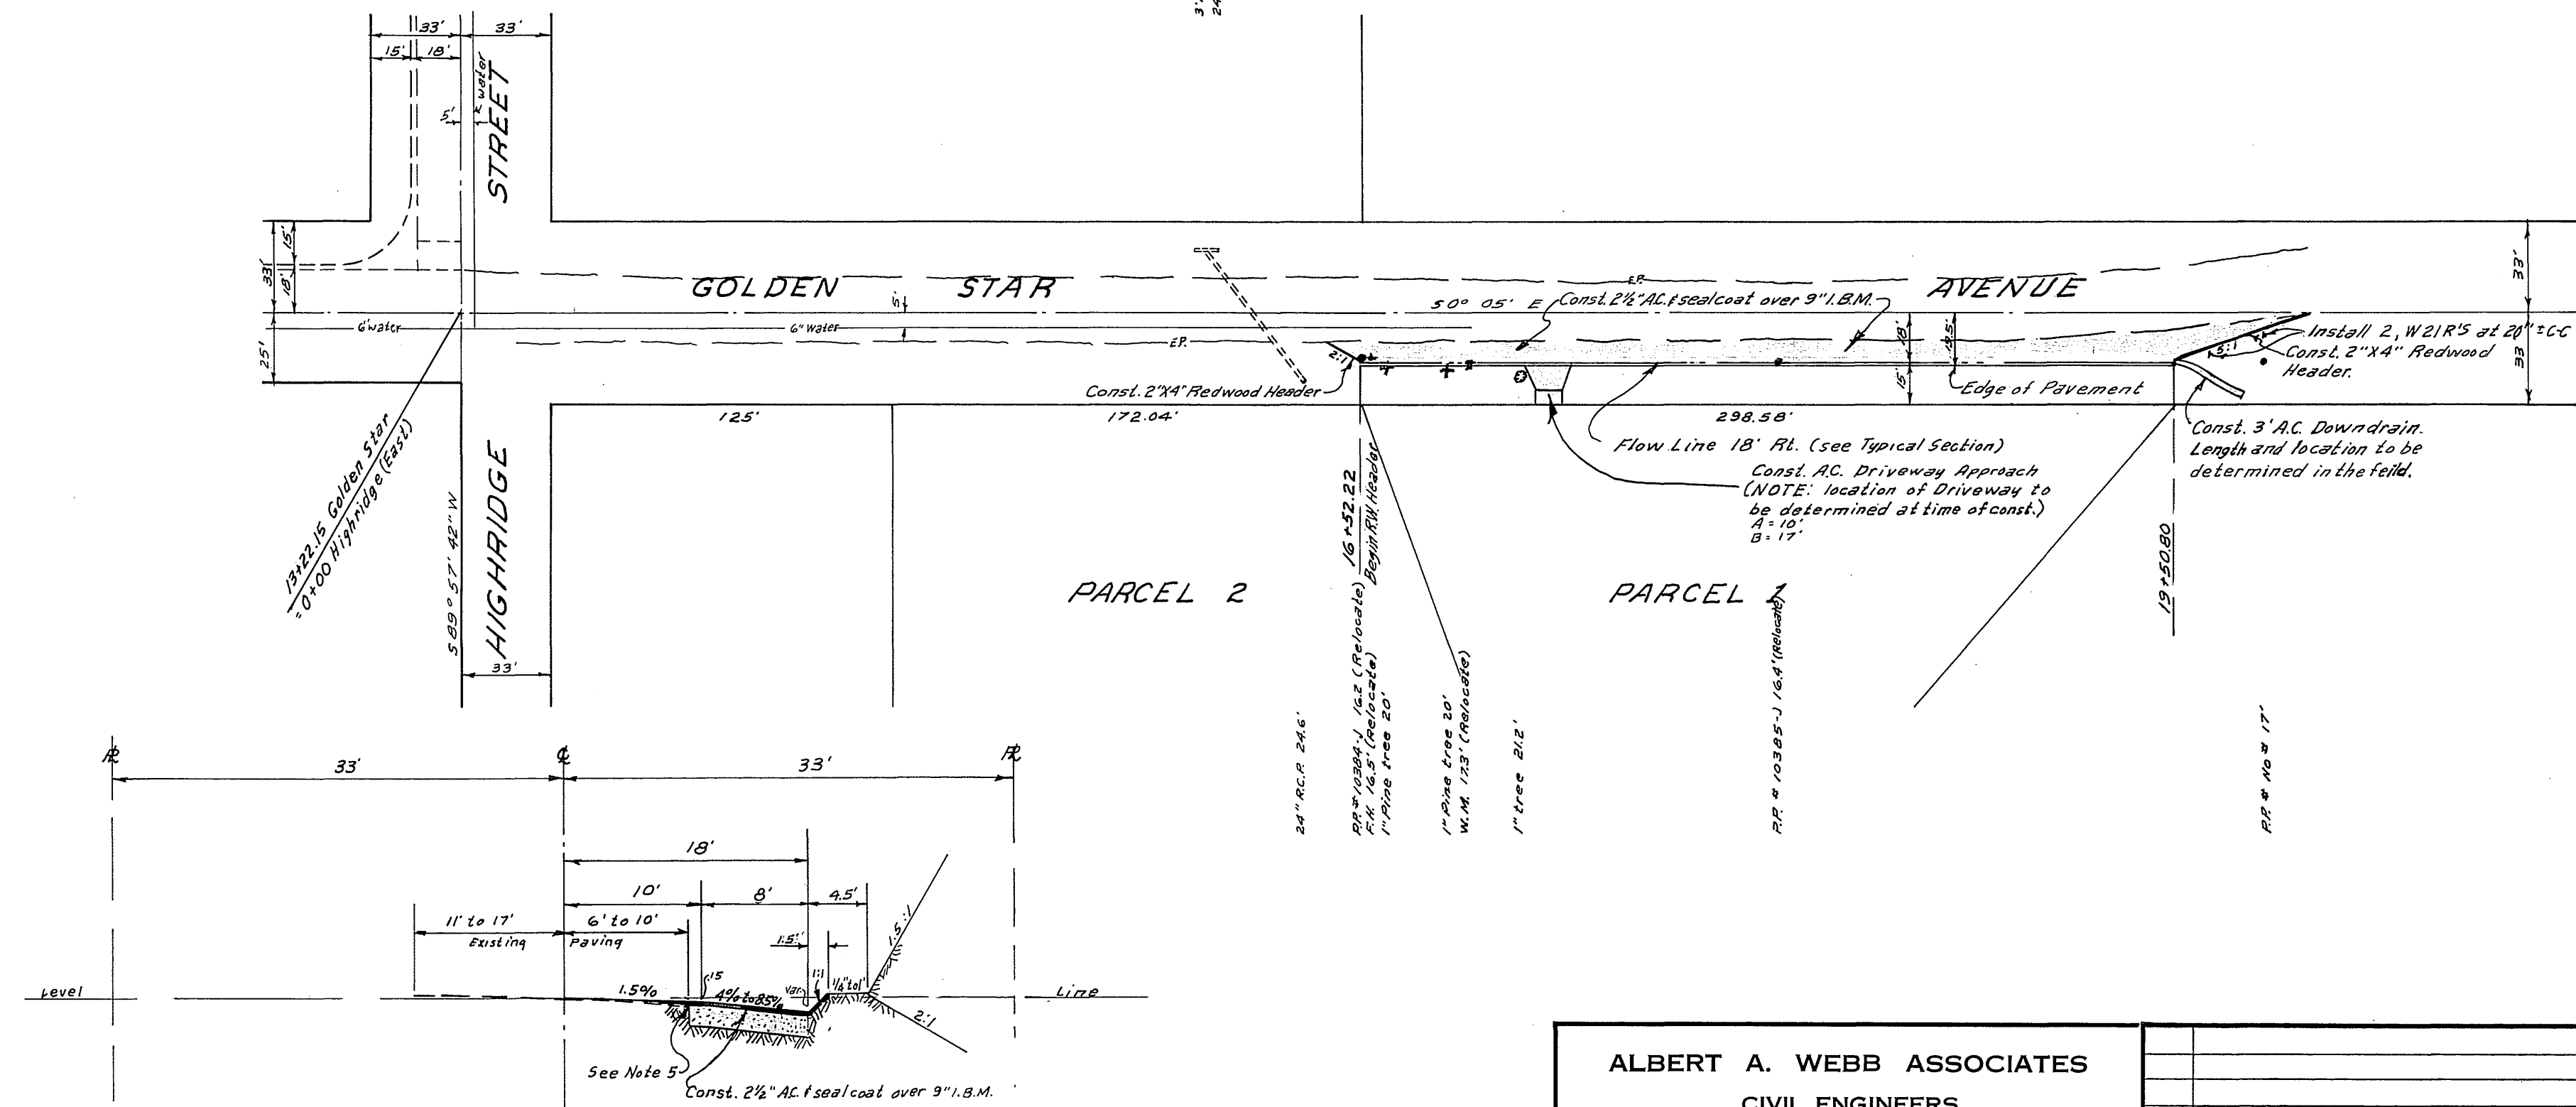 33'
33'
15'
18'
water
5'
STREET
15'
33'
18'
25'
GOLDEN STAR AVENUE
E.P.
S 0° 05' E
Const. 2½" A.C. & sealcoat over 9" I.B.M.
6" water
6" water
5'
E.P.
2:1
18'
19.5'
15'
33'
33
5:1
Install 2, W21R'S at 20" ± C-C
Const. 2"X4" Redwood
Header.
Const. 2"X4" Redwood Header
Edge of Pavement
125'
172.04'
298.58'
Flow Line 18' Rt. (see Typical Section)
Const. A.C. Driveway Approach
(NOTE: location of Driveway to
be determined at time of const.)
A = 10'
B = 17'
Const. 3' A.C. Downdrain.
Length and location to be
determined in the feild.
13+22.15 Golden Star
= 0+00 Highridge (East)
S 89° 57' 42" W
HIGHRIDGE
33'
16+52.22
Begin R.W. Header
19+50.80
PARCEL 2
PARCEL 1
24" R.C.P. 24.6'
P.P. # 10384-J 16.2 (Relocate)
F.H. 16.5' (Relocate)
1" Pine tree 20'
1" Pine tree 20'
W.M. 17.3' (Relocate)
1" tree 21.2'
P.P. # 10385-J 16.4' (Relocate)
P.P. # No # 17'
33'
33'
18'
10'
8'
4.5'
11' to 17'
6' to 10'
Existing Paving
1.5'
1.5:1
Level
1.5%
.15
4% to 8.5%
Var.
1:1
¼" to 1'
Line
2:1
See Note 5
Const. 2½" A.C. & sealcoat over 9" I.B.M.
ALBERT A. WEBB ASSOCIATES
CIVIL ENGINEERS